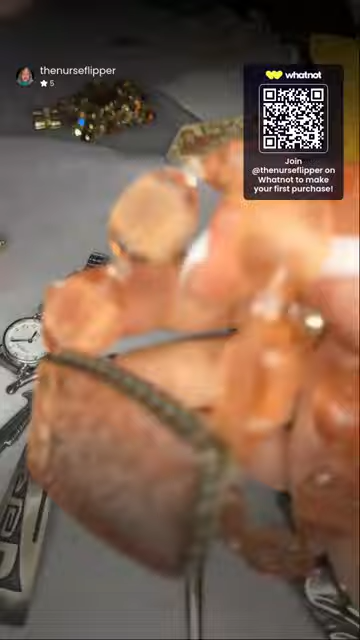 thenurseflipper
★ 5
whatnot
Join
@thenurseflipper on
Whatnot to make
your first purchase!